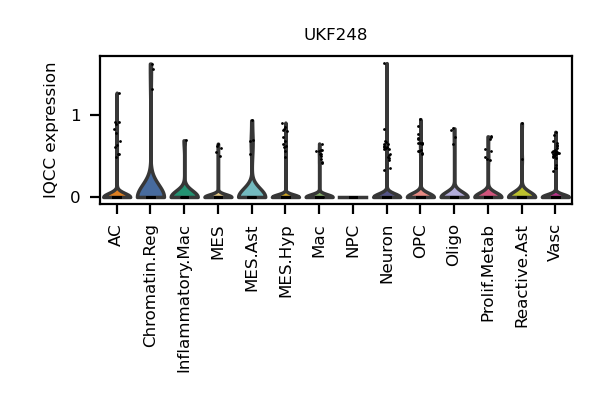 UKF248
IQCC expression
1
0
AC
Chromatin.Reg
Inflammatory.Mac
MES
MES.Ast
MES.Hyp
Mac
NPC
Neuron
OPC
Oligo
Prolif.Metab
Reactive.Ast
Vasc